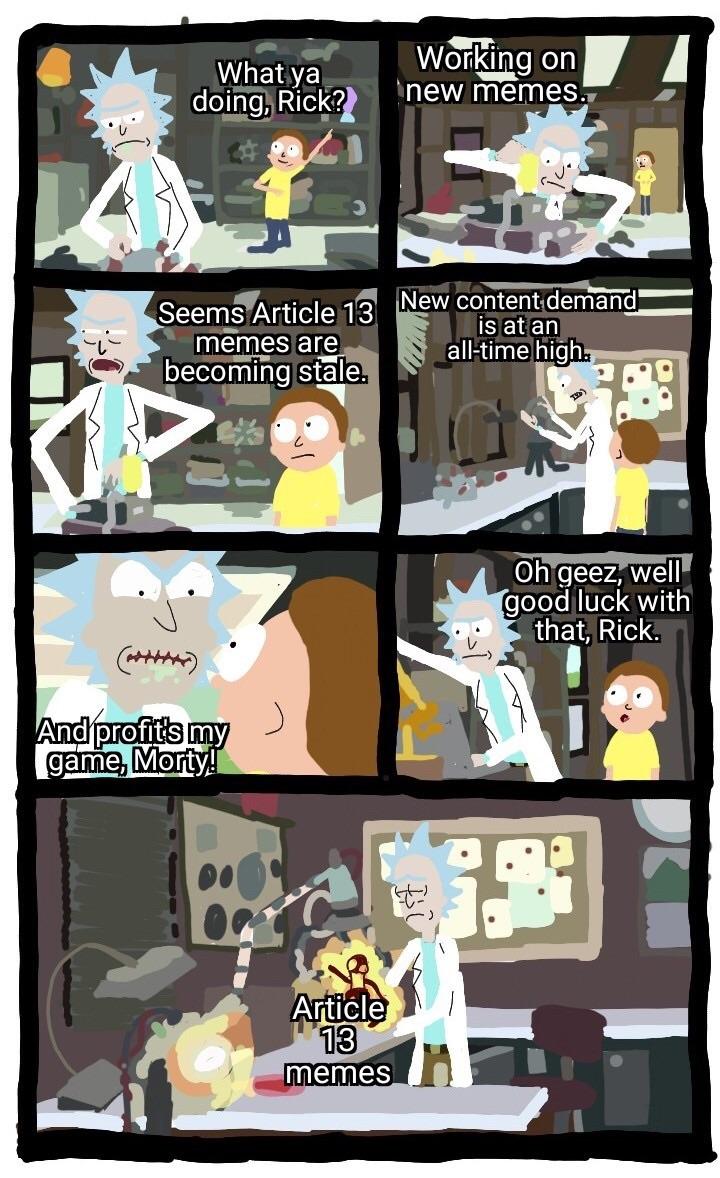 What ya
doing, Rick?
Working on
new memes.
Seems Article 13
memes are
becoming stale.
New content demand
is at an
all-time high.
And profit's my
game, Morty!
Oh geez, well
good luck with
that, Rick.
Article
13
memes